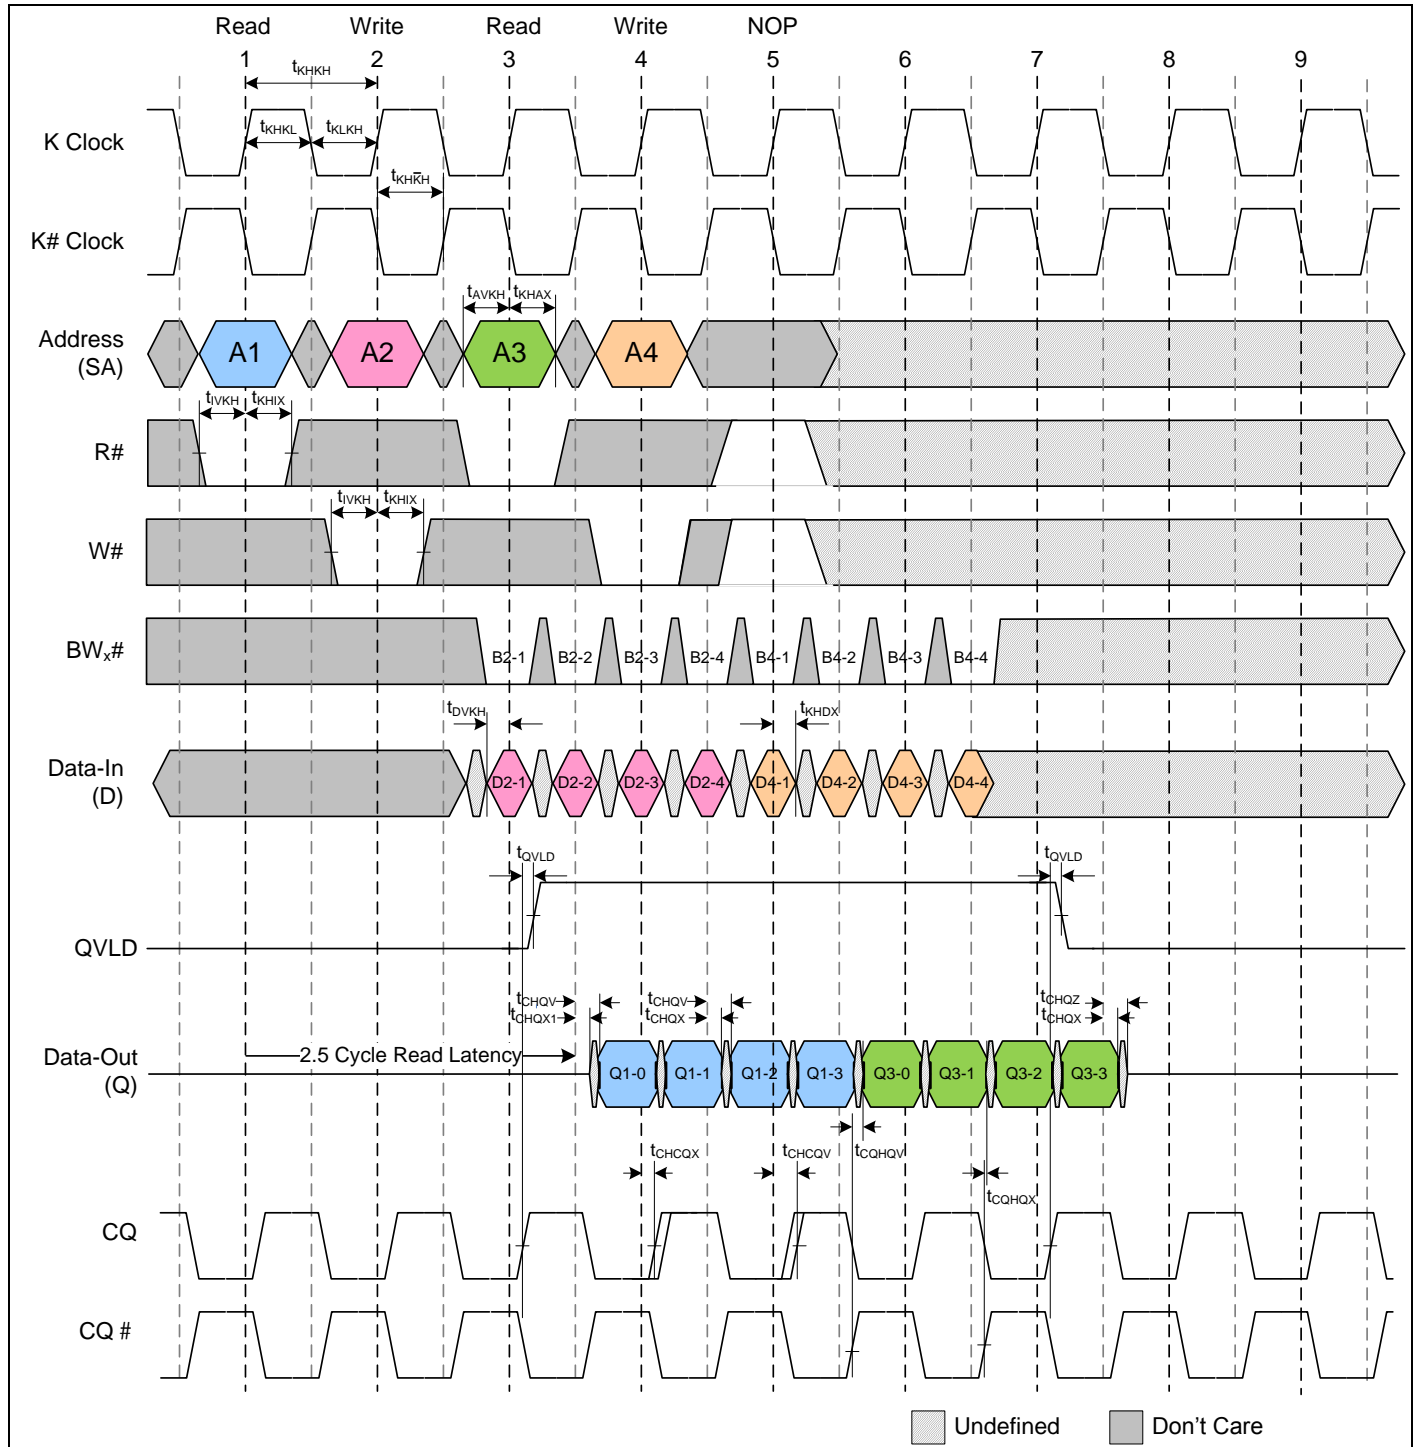 Read Write Read Write NOP
1 2 3 4 5 6 7 8 9
tKHKH
K Clock
tKHKL tKLKH
tKHK̄H
K# Clock
tAVKH tKHAX
Address
(SA)
A1 A2 A3 A4
tIVKH tKHIX
R#
tIVKH tKHIX
W#
BWx#
B2-1 B2-2 B2-3 B2-4 B4-1 B4-2 B4-3 B4-4
tDVKH tKHDX
Data-In
(D)
D2-1 D2-2 D2-3 D2-4 D4-1 D4-2 D4-3 D4-4
tQVLD tQVLD
QVLD
tCHQV tCHQV tCHQZ
tCHQX1 tCHQX tCHQX
Data-Out
(Q)
2.5 Cycle Read Latency
Q1-0 Q1-1 Q1-2 Q1-3 Q3-0 Q3-1 Q3-2 Q3-3
tCHCQX tCHCQV tCQHQV
tCQHQX
CQ
CQ #
Undefined Don't Care